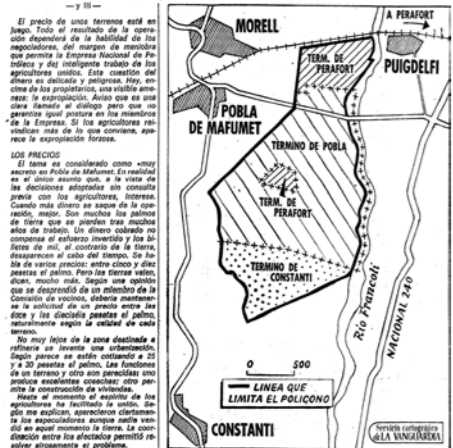 — y III —
El precio de unos terrenos está en
juego. Todo el resultado de la opera-
ción dependerá de la habilidad de los
negociadores, del margen de maniobra
que permita la Empresa Nacional de Pe-
tróleos y del inteligente trabajo de los
agricultores unidos. Esta cuestión del
dinero es delicada y peligrosa. Hay, en-
cima de los propietarios, una visible ame-
naza: la expropiación. Aviso que es una
clara llamada al diálogo pero que no
garantiza igual postura en los miembros
de la Empresa. Si los agricultores rei-
vindican más de lo que conviene, apa-
rece la expropiación forzosa.
LOS PRECIOS
El tema es considerado como «muy
secreto en Pobla de Mafumet. En realidad
es el único asunto que, a la vista de
las decisiones adoptadas sin consulta
previa con los agricultores, interesa.
Cuando más dinero se saque de la ope-
ración, mejor. Son muchos los palmos
de tierra que se pierden tras muchos
años de trabajo. Un dinero cobrado no
compensa el esfuerzo invertido y los bi-
lletes de mil, al contrario de la tierra,
desaparecen al cabo del tiempo. Se ha-
bla de varios precios: entre cinco y diez
pesetas el palmo. Pero las tierras valen,
dicen, mucho más. Según una opinión
que se desprendió de un miembro de la
Comisión de vecinos, debería mantener-
se la solicitud de un precio entre las
doce y las dieciséis pesetas el palmo,
naturalmente según la calidad de cada
terreno.
No muy lejos de la zona destinada a
refinería se levante una urbanización.
Según parece se están cotizando a 25
y a 30 pesetas el palmo. Las funciones
de un terreno y otro son parecidas: uno
produce excelentes cosechas; otro per-
mite la construcción de viviendas.
Hasta el momento el espíritu de los
agricultores ha facilitado la unión. Se-
gún me explican, aparecieron ciertamen-
te los especuladores aunque nadie ven-
dió en aquel momento la tierra. La coor-
dinación entre los afectados permitió re-
solver airosamente el problema.
MORELL
A PERAFORT
TERM. DE
PERAFORT
PUIGDELFI
POBLA
DE MAFUMET
TERMINO DE POBLA
TERM. DE
PERAFORT
TERMINO DE
CONSTANTI
Río Francolí
NACIONAL 240
0 500
LINEA QUE
LIMITA EL POLIGONO
CONSTANTI
Servicio cartográfico
de LA VANGUARDIA